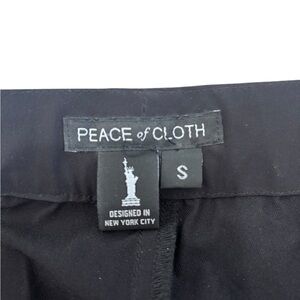 PEACE of CLOTH
S
DESIGNED IN
NEW YORK CITY